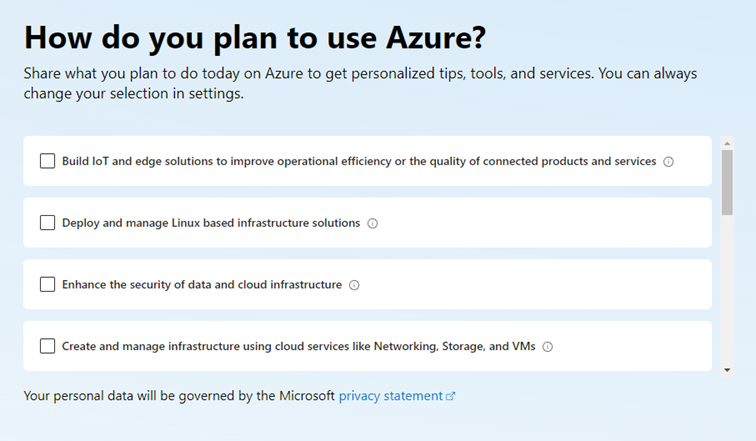 How do you plan to use Azure?
Share what you plan to do today on Azure to get personalized tips, tools, and services. You can always
change your selection in settings.
Build IoT and edge solutions to improve operational efficiency or the quality of connected products and services
Deploy and manage Linux based infrastructure solutions
Enhance the security of data and cloud infrastructure
Create and manage infrastructure using cloud services like Networking, Storage, and VMs
Your personal data will be governed by the Microsoft privacy statement